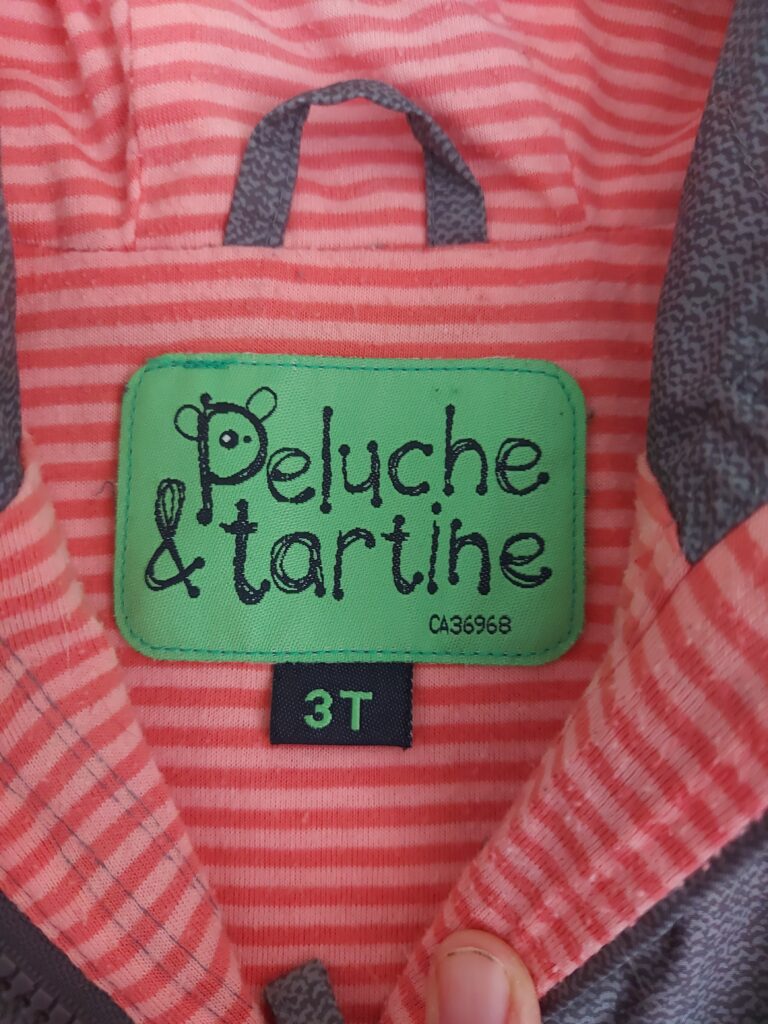 Peluche
& tartine
CA36968
3T